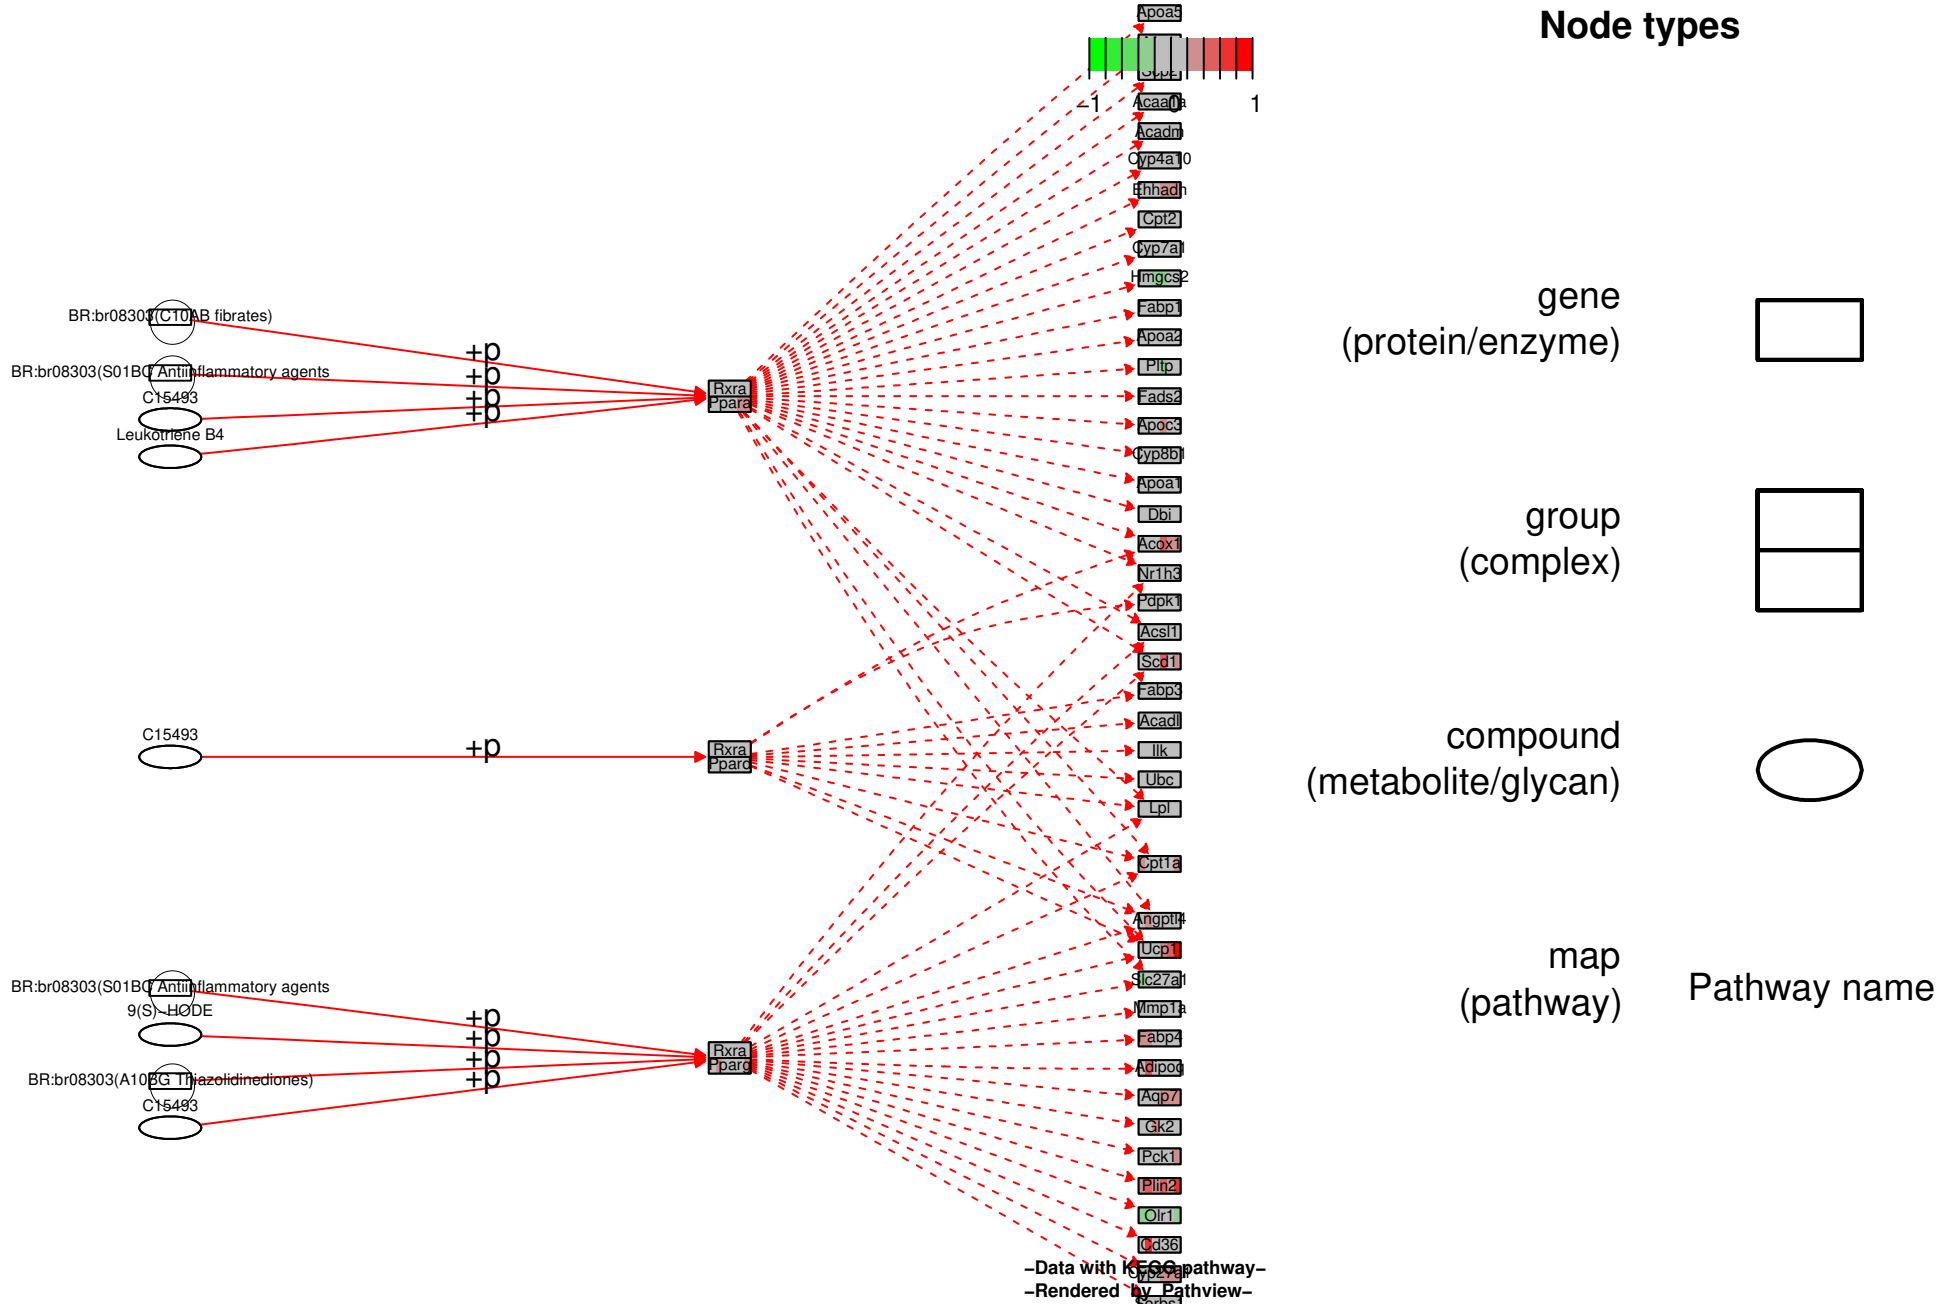 Node types
−1
0
1
Apoa5
Scp2
Acaa1a
Acadm
Cyp4a10
Ehhadh
Cpt2
Cyp7a1
Hmgcs2
Fabp1
Apoa2
Pltp
Fads2
Apoc3
Cyp8b1
Apoa1
Dbi
Acox1
Nr1h3
Pdpk1
Acsl1
Scd1
Fabp3
Acadl
Ilk
Ubc
Lpl
Cpt1a
Angptl4
Ucp1
Slc27a1
Mmp1a
Fabp4
Adipoq
Aqp7
Gk2
Pck1
Plin2
Olr1
Cd36
Cyp27a1
Sorbs1
BR:br08303(C10AB fibrates)
BR:br08303(S01BC Antiinflammatory agents
C15493
Leukotriene B4
+p
+p
+p
+p
Rxra
Ppara
C15493
+p
Rxra
Ppard
BR:br08303(S01BC Antiinflammatory agents
9(S)−HODE
BR:br08303(A10BG Thiazolidinediones)
C15493
+p
+p
+p
+p
Rxra
Pparg
gene
(protein/enzyme)
group
(complex)
compound
(metabolite/glycan)
map
(pathway)
Pathway name
−Data with KEGG pathway−
−Rendered by Pathview−